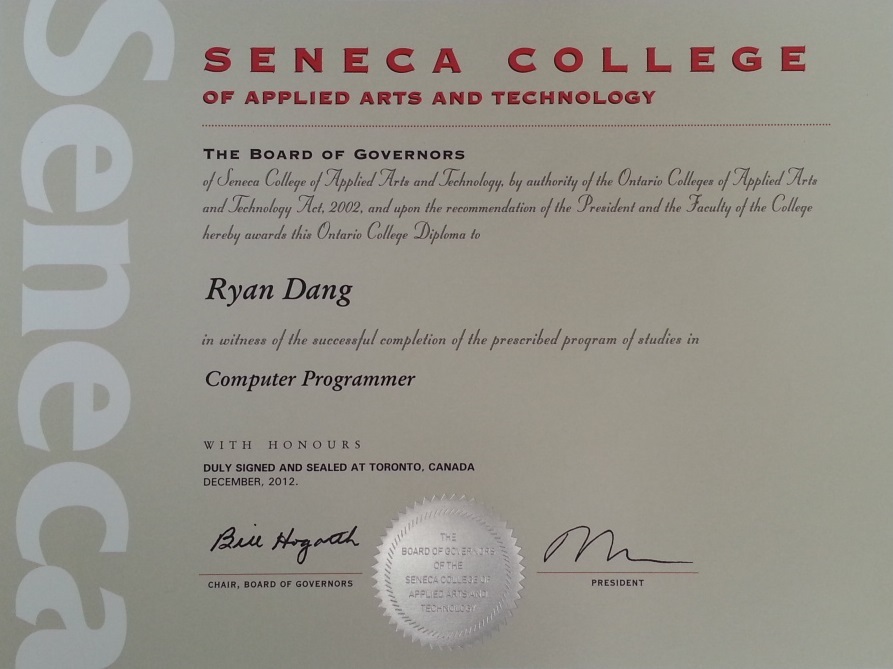 Seneca
SENECA COLLEGE
OF APPLIED ARTS AND TECHNOLOGY
THE BOARD OF GOVERNORS
of Seneca College of Applied Arts and Technology, by authority of the Ontario Colleges of Applied Arts
and Technology Act, 2002, and upon the recommendation of the President and the Faculty of the College
hereby awards this Ontario College Diploma to
Ryan Dang
in witness of the successful completion of the prescribed program of studies in
Computer Programmer
WITH HONOURS
DULY SIGNED AND SEALED AT TORONTO, CANADA
DECEMBER, 2012.
Bill Hogarth
CHAIR, BOARD OF GOVERNORS
THE
BOARD OF GOVERNORS
OF THE
SENECA COLLEGE OF
APPLIED ARTS AND
TECHNOLOGY
PRESIDENT